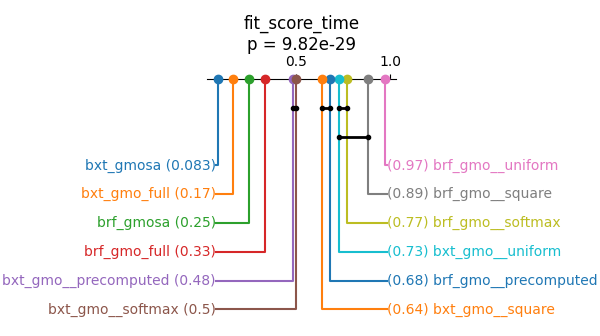 fit_score_time
p = 9.82e-29
0.5 1.0
bxt_gmosa (0.083)
(0.97) brf_gmo__uniform
bxt_gmo_full (0.17)
(0.89) brf_gmo__square
brf_gmosa (0.25)
(0.77) brf_gmo__softmax
brf_gmo_full (0.33)
(0.73) bxt_gmo__uniform
bxt_gmo__precomputed (0.48)
(0.68) brf_gmo__precomputed
bxt_gmo__softmax (0.5)
(0.64) bxt_gmo__square